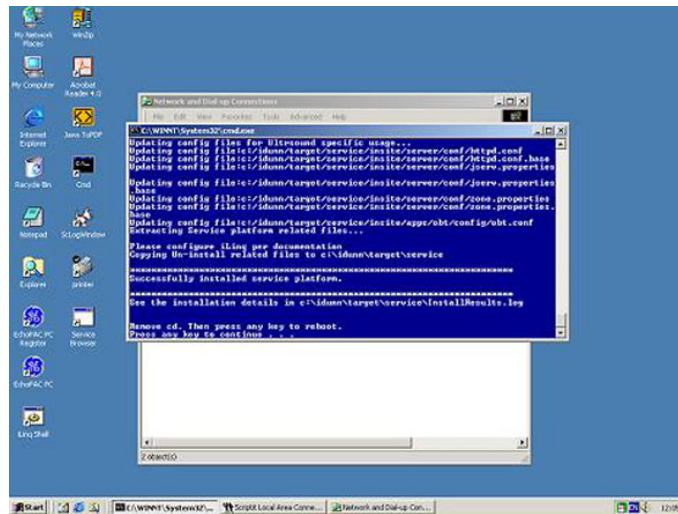 My Network
Places
WinZip
My Computer
Acrobat
Reader 4.0
Internet
Explorer
Jaws ToPDF
Recycle Bin
Cmd
Notepad
ScLogWindow
Explorer
printer
EchoPAC PC
Register
Service
Browser
EchoPAC PC
Linq Shell
Network and Dial-up Connections
File Edit View Favorites Tools Advanced Help
C:\WINNT\System32\cmd.exe
Updating config files for Ultrasound specific usage...
Updating config file:c:/idunn/target/service/insite/server/conf/httpd.conf
Updating config file:c:/idunn/target/service/insite/server/conf/httpd.conf.base
Updating config file:c:/idunn/target/service/insite/server/conf/jserv.properties
Updating config file:c:/idunn/target/service/insite/server/conf/jserv.properties
.base
Updating config file:c:/idunn/target/service/insite/server/conf/zone.properties
Updating config file:c:/idunn/target/service/insite/server/conf/zone.properties.
base
Updating config file:c:/idunn/target/service/insite/apps/obt/config/obt.conf
Extracting Service platform related files...
Please configure iLinq per documentation
Copying Un-install related files to c:\idunn\target\service
Successfully installed service platform.
See the installation details in c:\idunn\target\service\InstallResults.log
Remove cd. Then press any key to reboot.
Press any key to continue . . .
2 object(s)
Start
C:\WINNT\System32\...
ScriptIt Local Area Conne...
Network and Dial-up Con...
EN